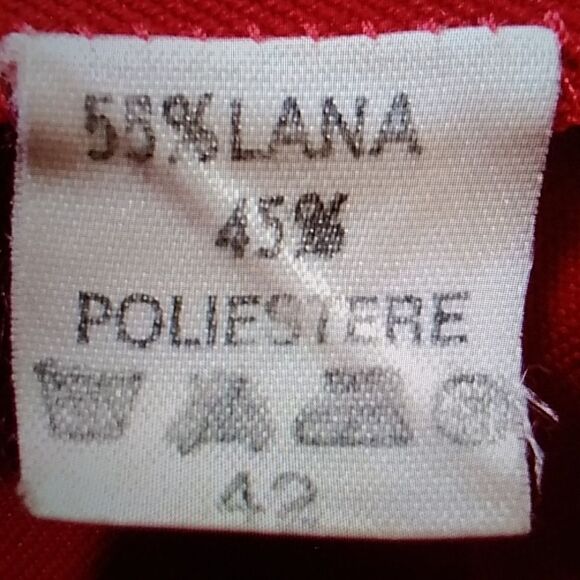 55% LANA
45%
POLIESTERE
42